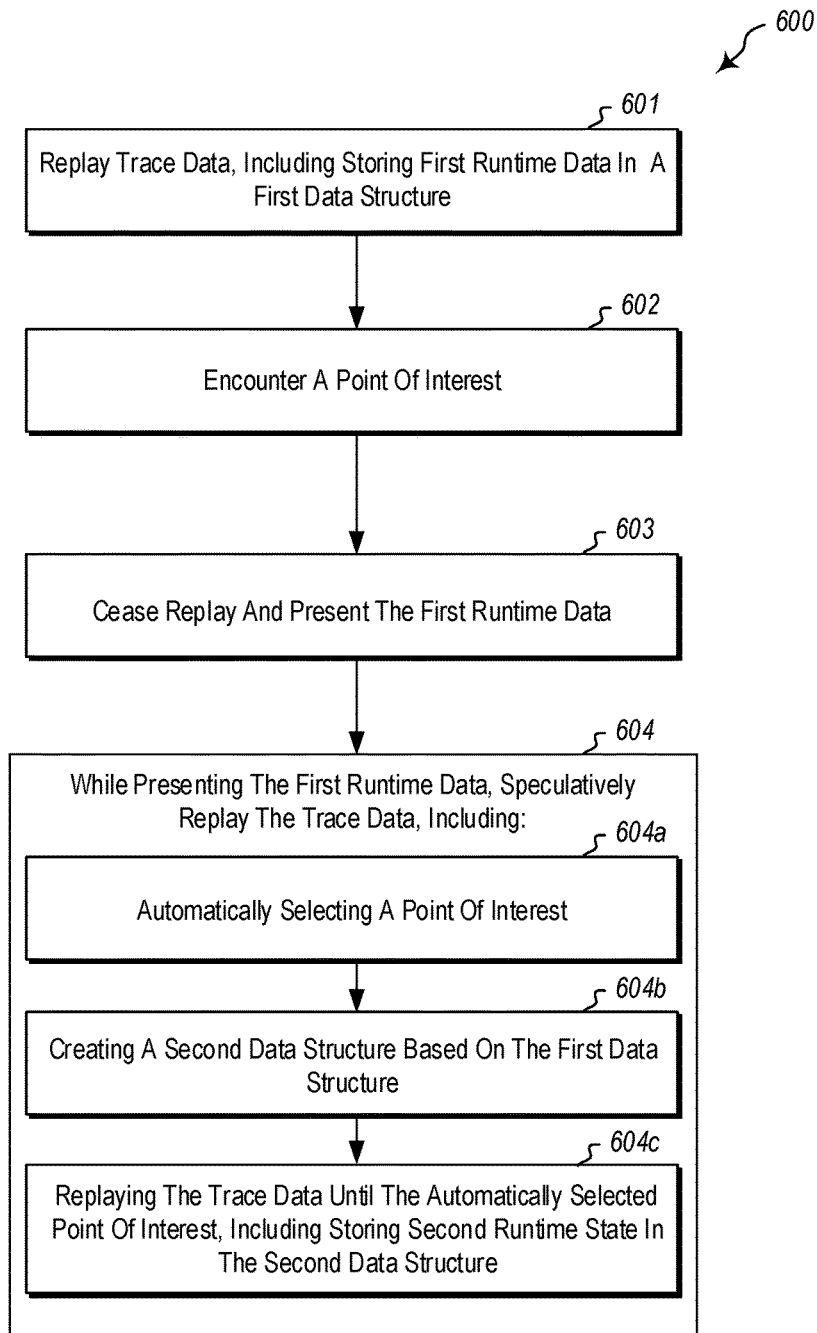 600
601
Replay Trace Data, Including Storing First Runtime Data In A
First Data Structure
602
Encounter A Point Of Interest
603
Cease Replay And Present The First Runtime Data
604
While Presenting The First Runtime Data, Speculatively
Replay The Trace Data, Including:
604a
Automatically Selecting A Point Of Interest
604b
Creating A Second Data Structure Based On The First Data
Structure
604c
Replaying The Trace Data Until The Automatically Selected
Point Of Interest, Including Storing Second Runtime State In
The Second Data Structure